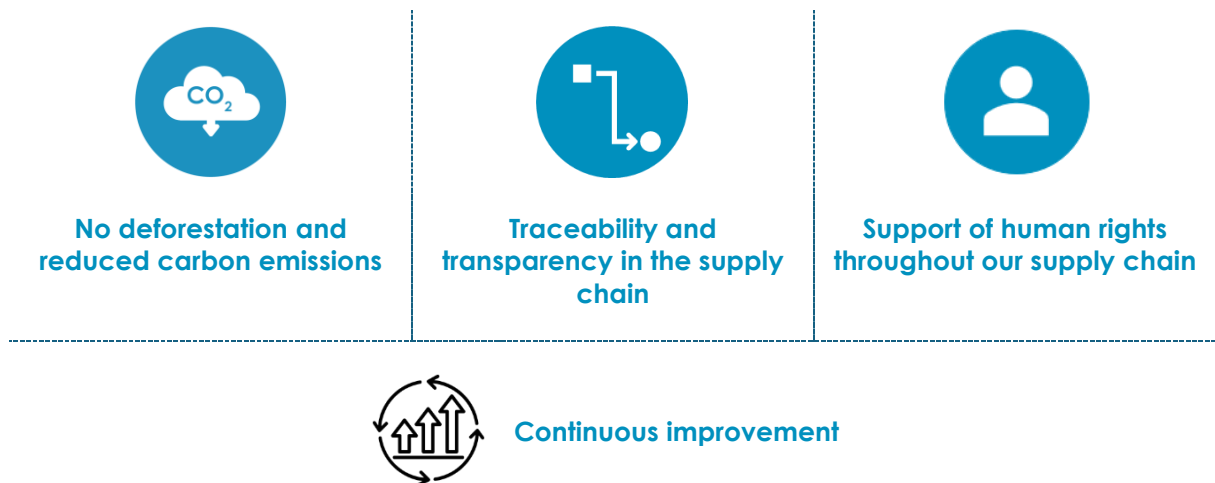 CO₂
No deforestation and
reduced carbon emissions
Traceability and
transparency in the supply
chain
Support of human rights
throughout our supply chain
Continuous improvement